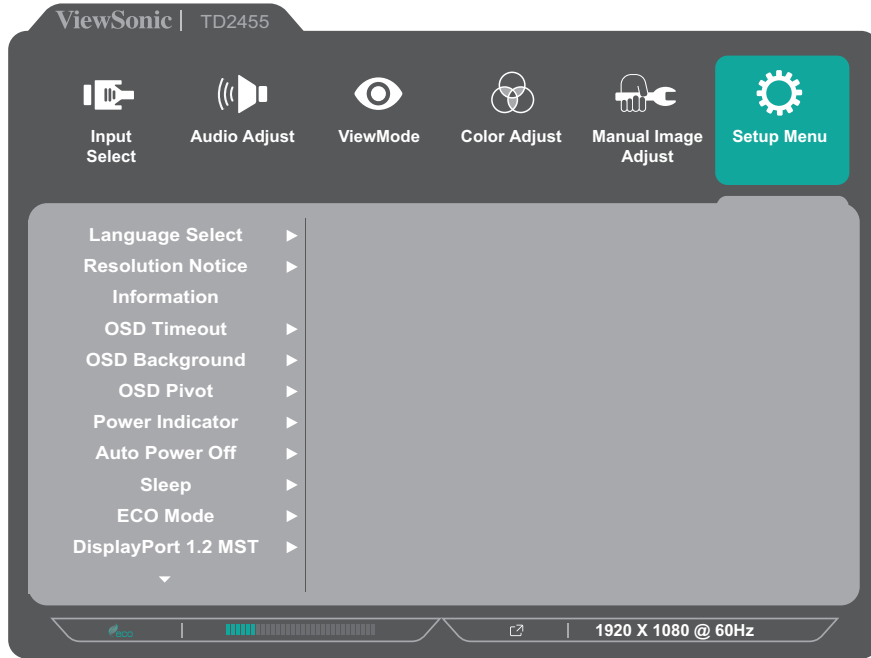 ViewSonic | TD2455
Input
Select
Audio Adjust
ViewMode
Color Adjust
Manual Image
Adjust
Setup Menu
Language Select
Resolution Notice
Information
OSD Timeout
OSD Background
OSD Pivot
Power Indicator
Auto Power Off
Sleep
ECO Mode
DisplayPort 1.2 MST
eco
1920 X 1080 @ 60Hz